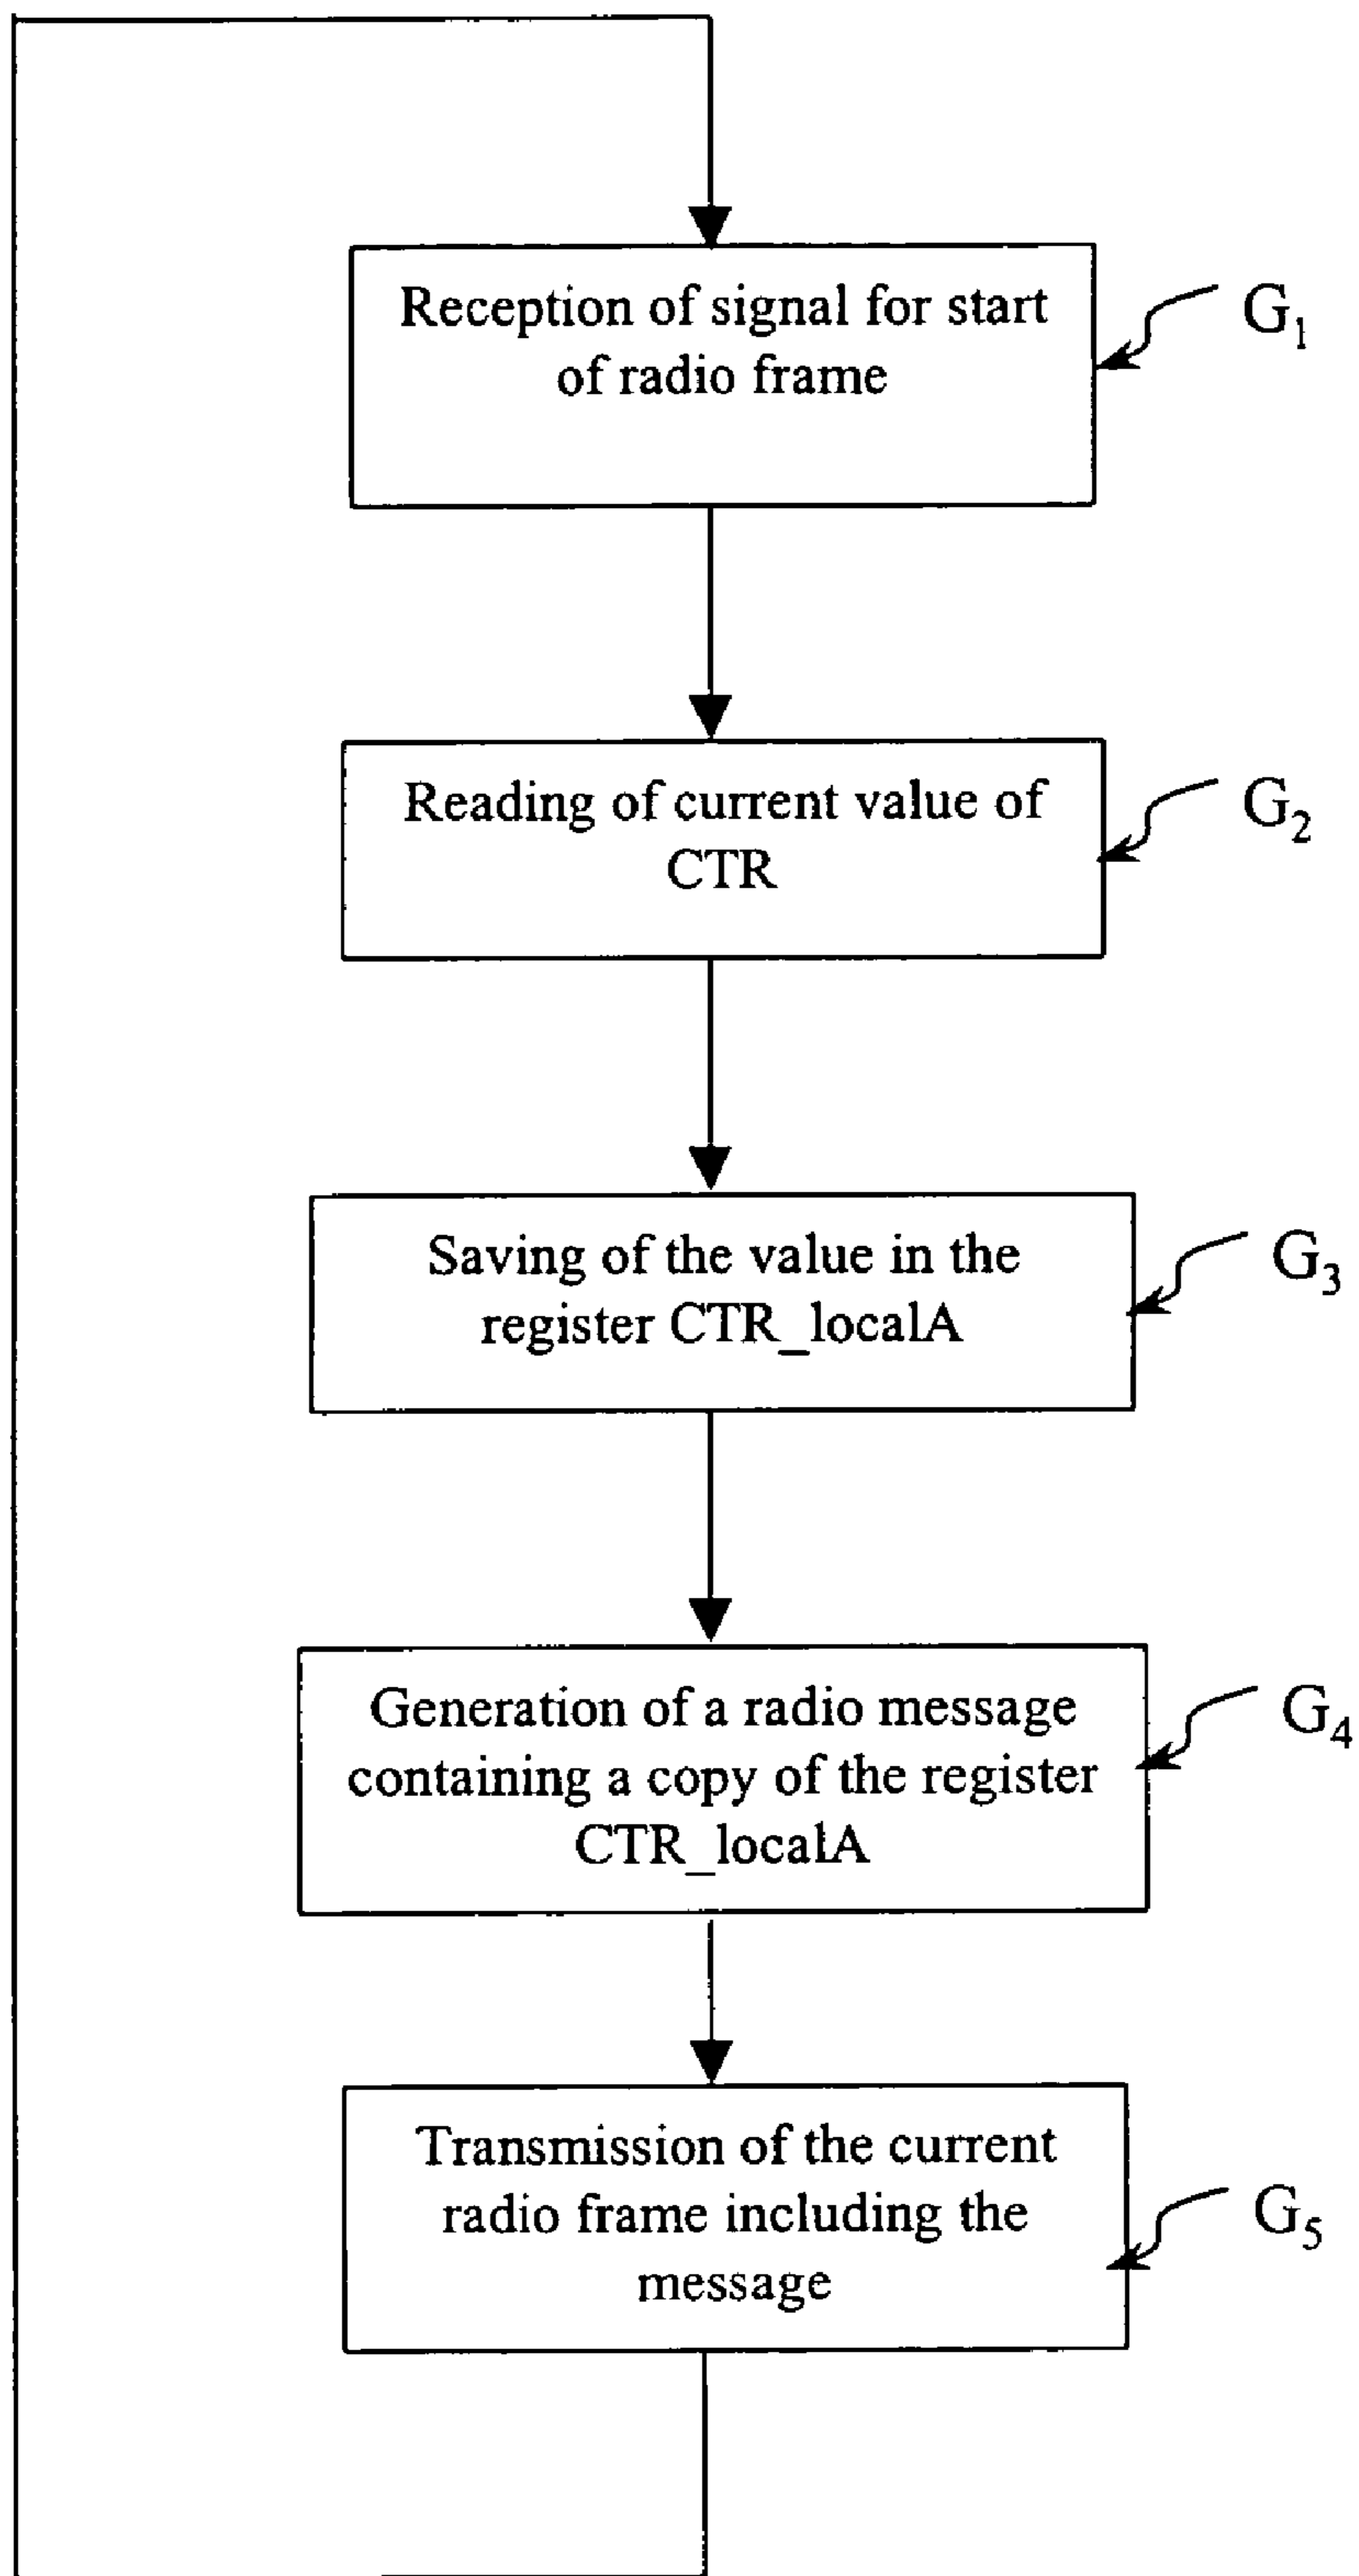 Reception of signal for start
of radio frame
G₁
Reading of current value of
CTR
G₂
Saving of the value in the
register CTR_localA
G₃
Generation of a radio message
containing a copy of the register
CTR_localA
G₄
Transmission of the current
radio frame including the
message
G₅